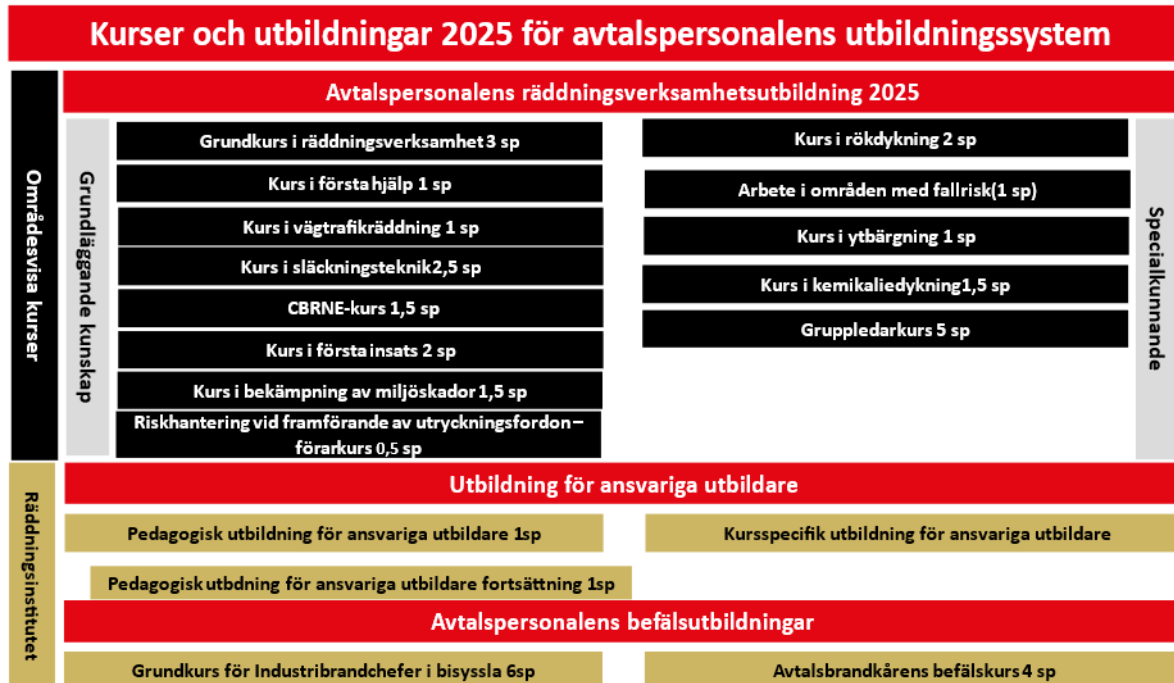 Kurser och utbildningar 2025 för avtalspersonalens utbildningssystem
Områdesvisa kurser
Avtalspersonalens räddningsverksamhetsutbildning 2025
Grundläggande kunskap
Grundkurs i räddningsverksamhet 3 sp
Kurs i första hjälp 1 sp
Kurs i vägtrafikräddning 1 sp
Kurs i släckningsteknik 2,5 sp
CBRNE-kurs 1,5 sp
Kurs i första insats 2 sp
Kurs i bekämpning av miljöskador 1,5 sp
Riskhantering vid framförande av utryckningsfordon –
förarkurs 0,5 sp
Kurs i rökdykning 2 sp
Arbete i områden med fallrisk(1 sp)
Kurs i ytbärgning 1 sp
Kurs i kemikaliedykning1,5 sp
Gruppledarkurs 5 sp
Specialkunnande
Räddningsinstitutet
Utbildning för ansvariga utbildare
Pedagogisk utbildning för ansvariga utbildare 1sp
Kursspecifik utbildning för ansvariga utbildare
Pedagogisk utbdning för ansvariga utbildare fortsättning 1sp
Avtalspersonalens befälsutbildningar
Grundkurs för Industribrandchefer i bisyssla 6sp
Avtalsbrandkårens befälskurs 4 sp